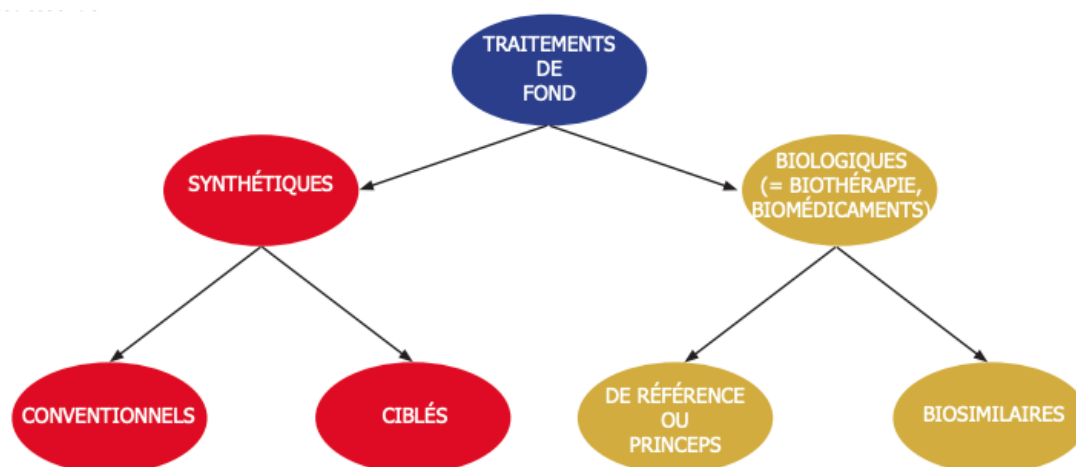 TRAITEMENTS
DE
FOND
SYNTHÉTIQUES
BIOLOGIQUES
(= BIOTHÉRAPIE,
BIOMÉDICAMENTS)
CONVENTIONNELS
CIBLÉS
DE RÉFÉRENCE
OU
PRINCEPS
BIOSIMILAIRES